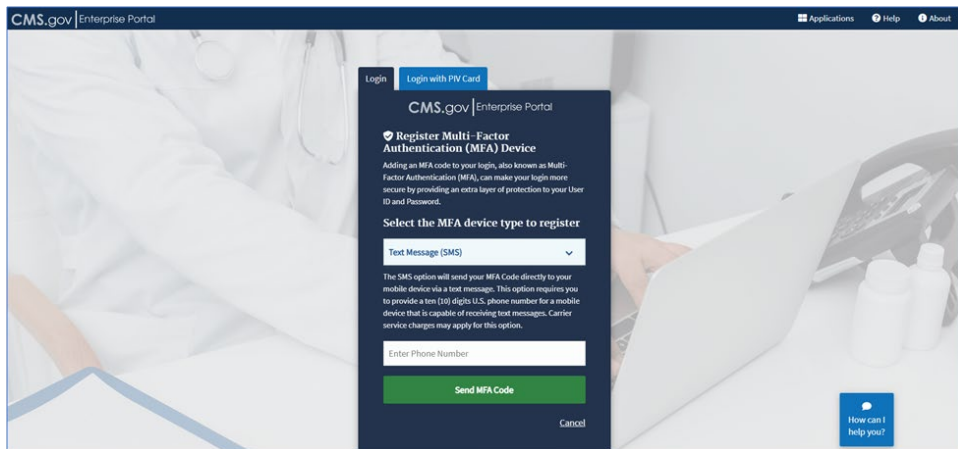 CMS.gov Enterprise Portal
Applications Help About
Login Login with PIV Card
CMS.gov Enterprise Portal
Register Multi-Factor
Authentication (MFA) Device
Adding an MFA code to your login, also known as Multi-
Factor Authentication (MFA), can make your login more
secure by providing an extra layer of protection to your User
ID and Password.
Select the MFA device type to register
Text Message (SMS)
The SMS option will send your MFA Code directly to your
mobile device via a text message. This option requires you
to provide a ten (10) digits U.S. phone number for a mobile
device that is capable of receiving text messages. Carrier
service charges may apply for this option.
Enter Phone Number
Send MFA Code
Cancel
How can I
help you?